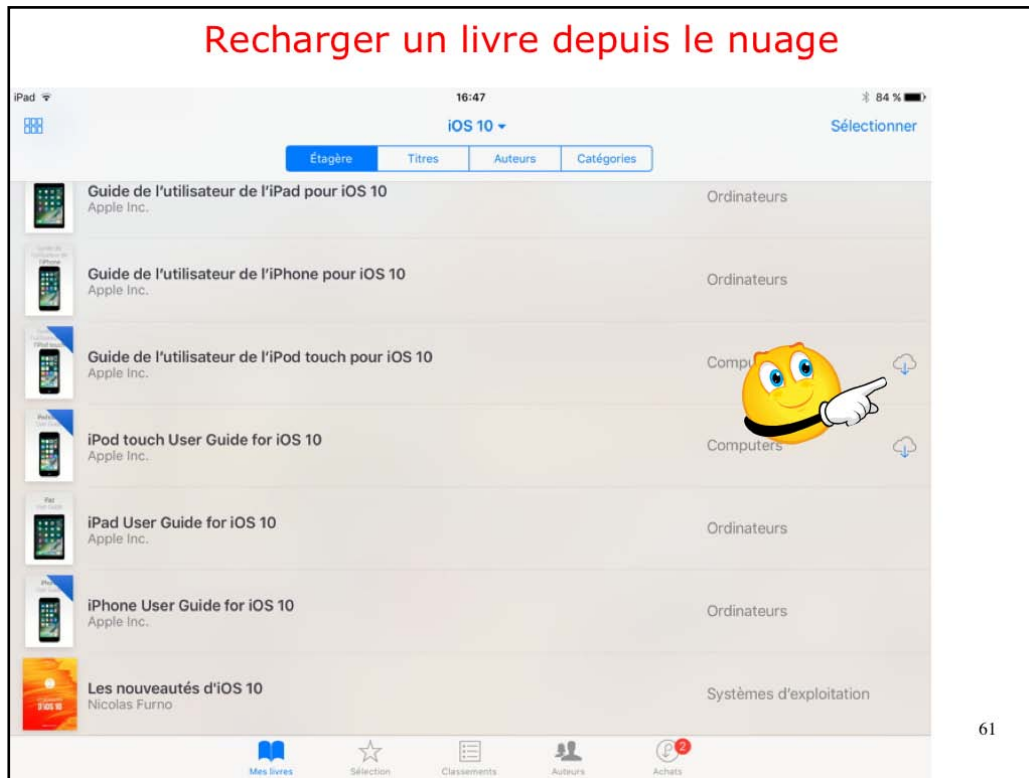 Recharger un livre depuis le nuage
iPad 16:47 84 %
iOS 10 Sélectionner
Étagère Titres Auteurs Catégories
Guide de l'utilisateur de l'iPad pour iOS 10
Apple Inc.
Ordinateurs
Guide de l'utilisateur de l'iPhone pour iOS 10
Apple Inc.
Ordinateurs
Guide de l'utilisateur de l'iPod touch pour iOS 10
Apple Inc.
iPod touch User Guide for iOS 10
Apple Inc.
Computers
iPad User Guide for iOS 10
Apple Inc.
Ordinateurs
iPhone User Guide for iOS 10
Apple Inc.
Ordinateurs
Les nouveautés d'iOS 10
Nicolas Furno
Systèmes d'exploitation
61
2
Mes livres Sélection Classements Auteurs Achats